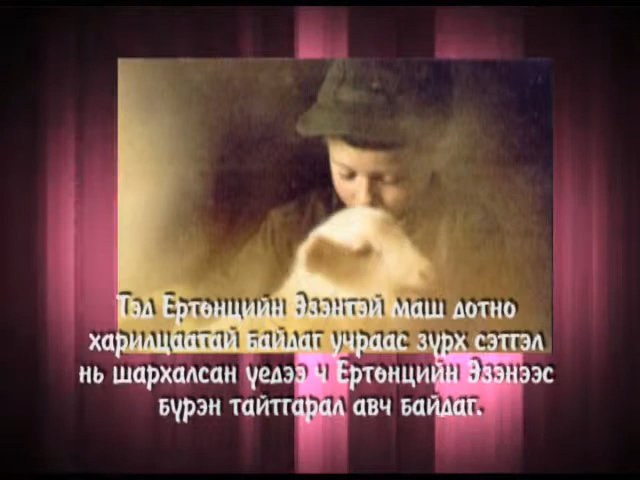 Тэд Ертөнцийн Эзэнтэй маш дотно
харилцаатай байдаг учраас зүрх сэтгэл
нь шархалсан үедээ ч Ертөнцийн Эзэнээс
бүрэн тайтгарал авч байдаг.